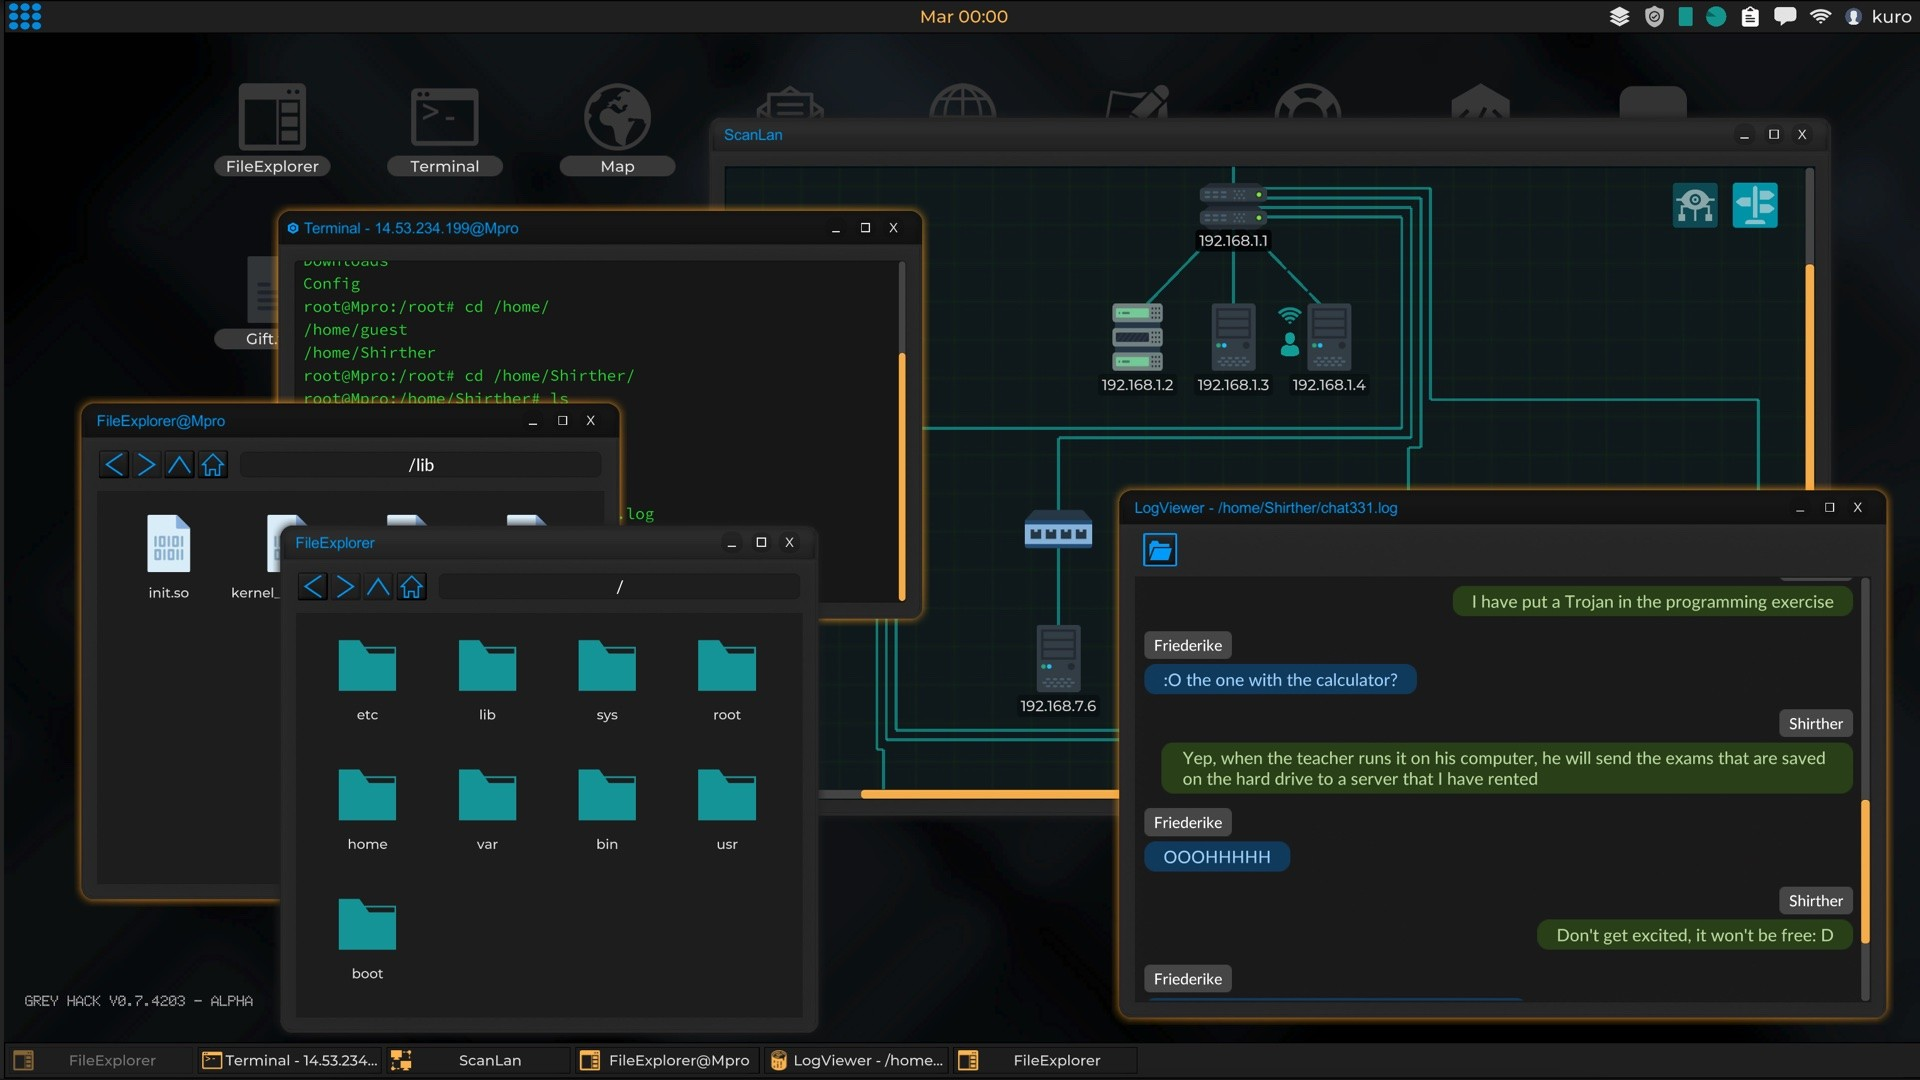 Mar 00:00
kuro
FileExplorer
Terminal
Map
Gift.
ScanLan
192.168.1.1
192.168.1.2
192.168.1.3
192.168.1.4
192.168.7.6
Terminal - 14.53.234.199@Mpro
Downloads
Config
root@Mpro:/root# cd /home/
/home/guest
/home/Shirther
root@Mpro:/root# cd /home/Shirther/
root@Mpro:/home/Shirther# ls
.log
FileExplorer@Mpro
/lib
init.so
kernel_
FileExplorer
/
etc
lib
sys
root
home
var
bin
usr
boot
LogViewer - /home/Shirther/chat331.log
I have put a Trojan in the programming exercise
Friederike
:O the one with the calculator?
Shirther
Yep, when the teacher runs it on his computer, he will send the exams that are saved
on the hard drive to a server that I have rented
Friederike
OOOHHHHH
Shirther
Don't get excited, it won't be free: D
Friederike
GREY HACK V0.7.4203 - ALPHA
FileExplorer
Terminal - 14.53.234...
ScanLan
FileExplorer@Mpro
LogViewer - /home...
FileExplorer